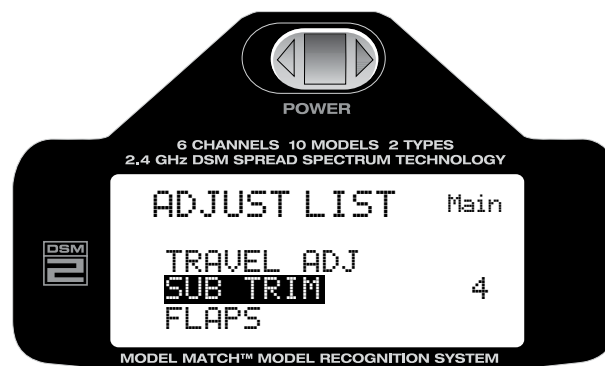 POWER
6 CHANNELS 10 MODELS 2 TYPES
2.4 GHz DSM SPREAD SPECTRUM TECHNOLOGY
ADJUST LIST Main
DSM
2
TRAVEL ADJ
SUB TRIM 4
FLAPS
MODEL MATCH™ MODEL RECOGNITION SYSTEM